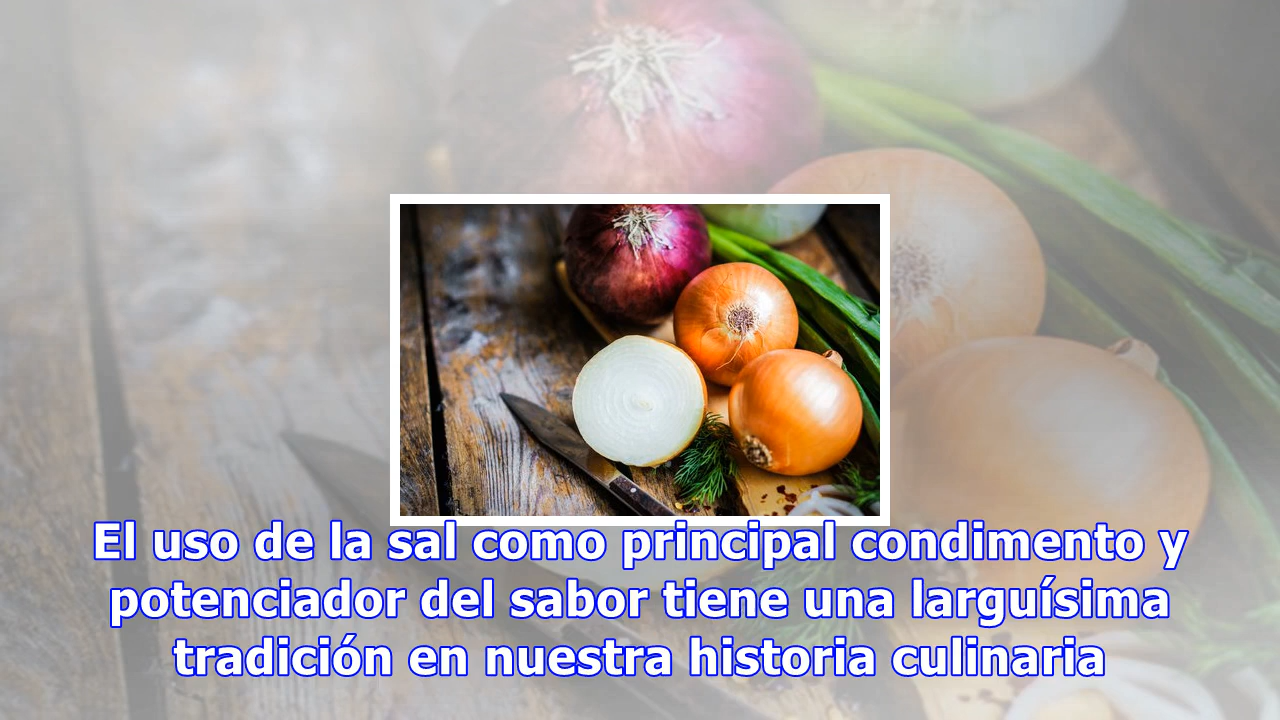 El uso de la sal como principal condimento y
potenciador del sabor tiene una larguísima
tradición en nuestra historia culinaria